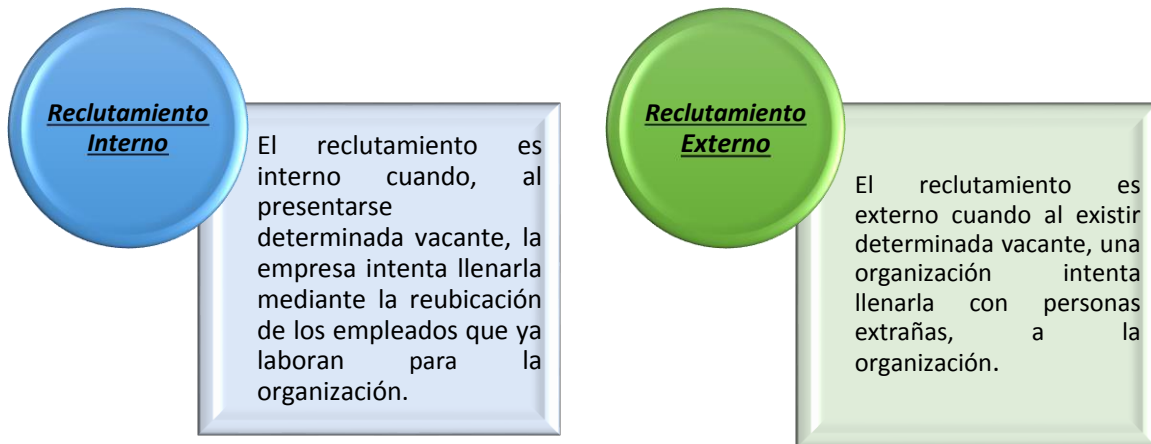 Reclutamiento
Interno
El reclutamiento es
interno cuando, al
presentarse
determinada vacante, la
empresa intenta llenarla
mediante la reubicación
de los empleados que ya
laboran para la
organización.
Reclutamiento
Externo
El reclutamiento es
externo cuando al existir
determinada vacante, una
organización intenta
llenarla con personas
extrañas, a la
organización.